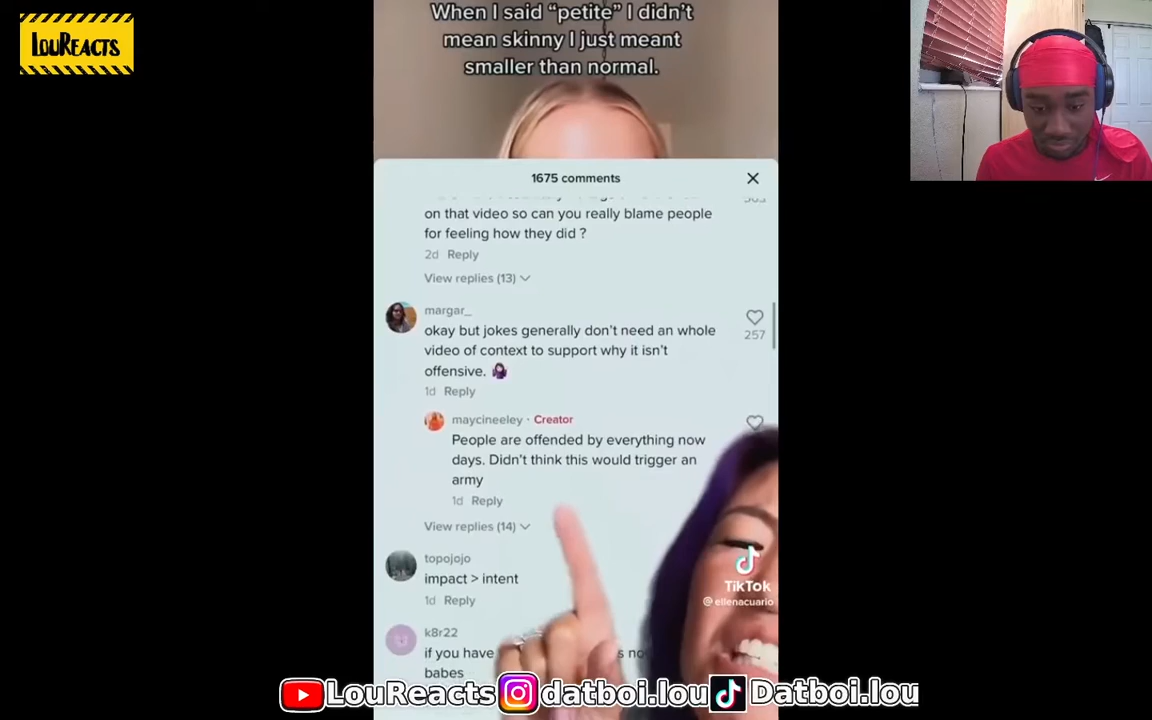 LOUREACTS
When I said “petite” I didn’t
mean skinny I just meant
smaller than normal.
1675 comments
on that video so can you really blame people
for feeling how they did ?
2d Reply
View replies (13)
margar_
okay but jokes generally don’t need an whole
video of context to support why it isn’t
offensive.
257
1d Reply
maycineeley · Creator
People are offended by everything now
days. Didn’t think this would trigger an
army
1d Reply
View replies (14)
topojojo
impact > intent
1d Reply
k8r22
if you have
babes
TikTok
@ellenacuario
LouReacts datboi.lou Datboi.lou